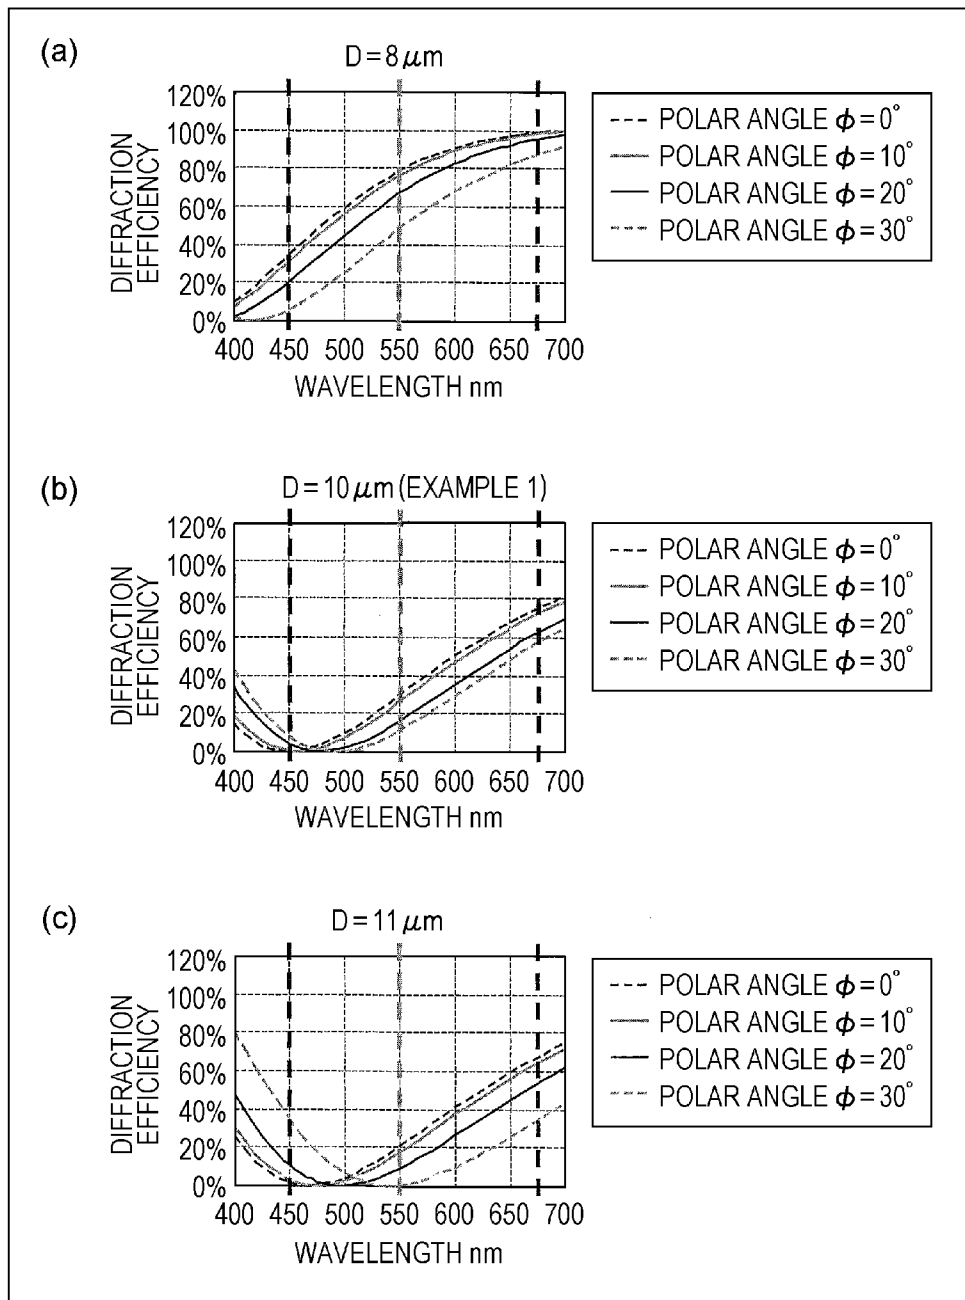 (a)
D=8μm
120%
100%
80%
60%
40%
20%
0%
DIFFRACTION
EFFICIENCY
400 450 500 550 600 650 700
WAVELENGTH nm
POLAR ANGLE ϕ=0°
POLAR ANGLE ϕ=10°
POLAR ANGLE ϕ=20°
POLAR ANGLE ϕ=30°
(b)
D=10μm(EXAMPLE 1)
120%
100%
80%
60%
40%
20%
0%
DIFFRACTION
EFFICIENCY
400 450 500 550 600 650 700
WAVELENGTH nm
POLAR ANGLE ϕ=0°
POLAR ANGLE ϕ=10°
POLAR ANGLE ϕ=20°
POLAR ANGLE ϕ=30°
(c)
D=11μm
120%
100%
80%
60%
40%
20%
0%
DIFFRACTION
EFFICIENCY
400 450 500 550 600 650 700
WAVELENGTH nm
POLAR ANGLE ϕ=0°
POLAR ANGLE ϕ=10°
POLAR ANGLE ϕ=20°
POLAR ANGLE ϕ=30°